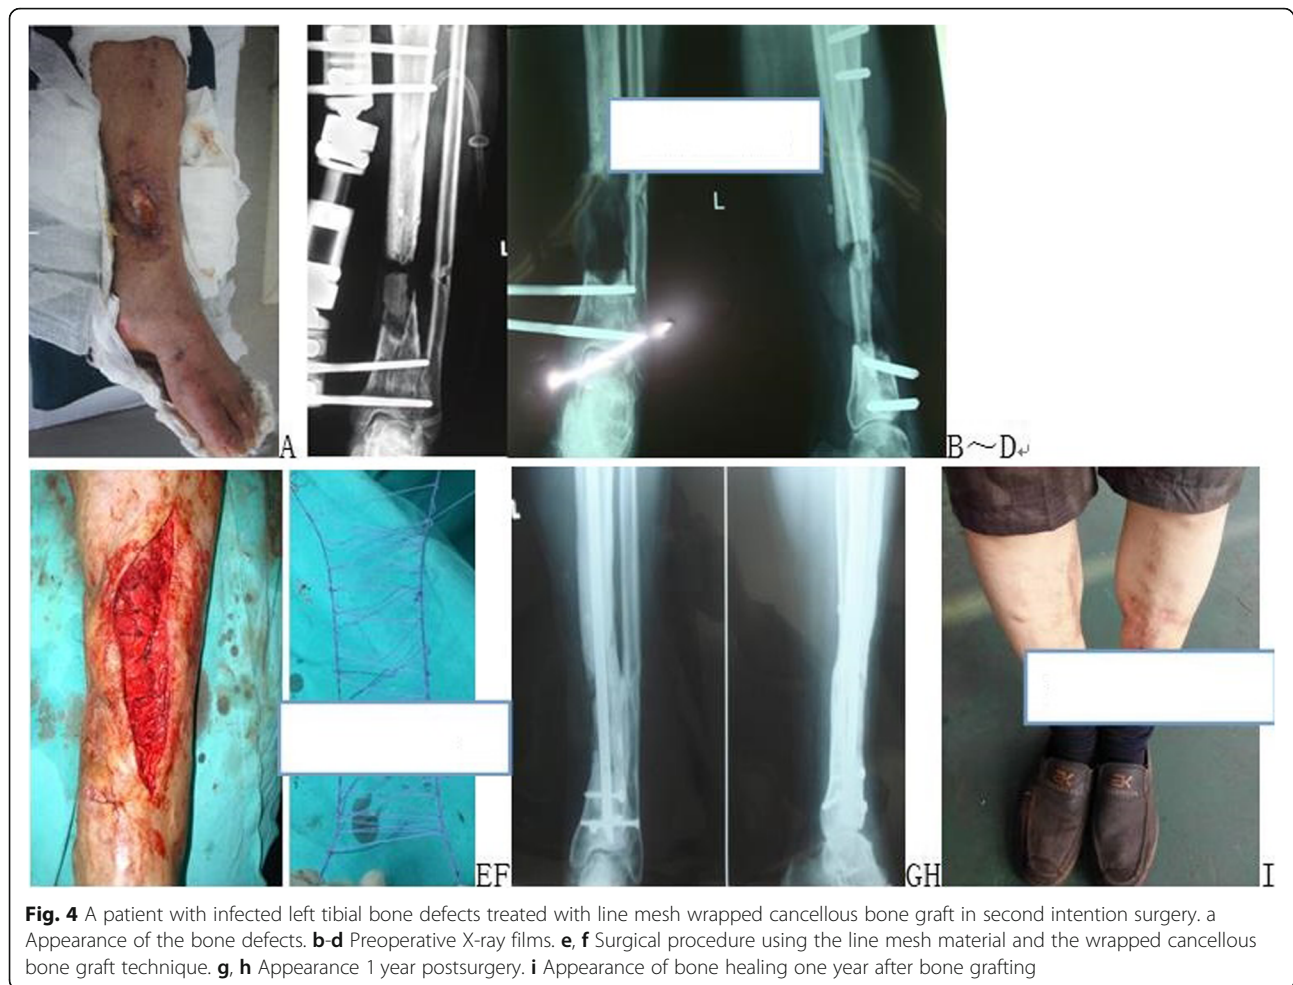 L
L
A
B～D
EK
EK
EF
GH
I
Fig. 4 A patient with infected left tibial bone defects treated with line mesh wrapped cancellous bone graft in second intention surgery. a
Appearance of the bone defects. b-d Preoperative X-ray films. e, f Surgical procedure using the line mesh material and the wrapped cancellous
bone graft technique. g, h Appearance 1 year postsurgery. i Appearance of bone healing one year after bone grafting